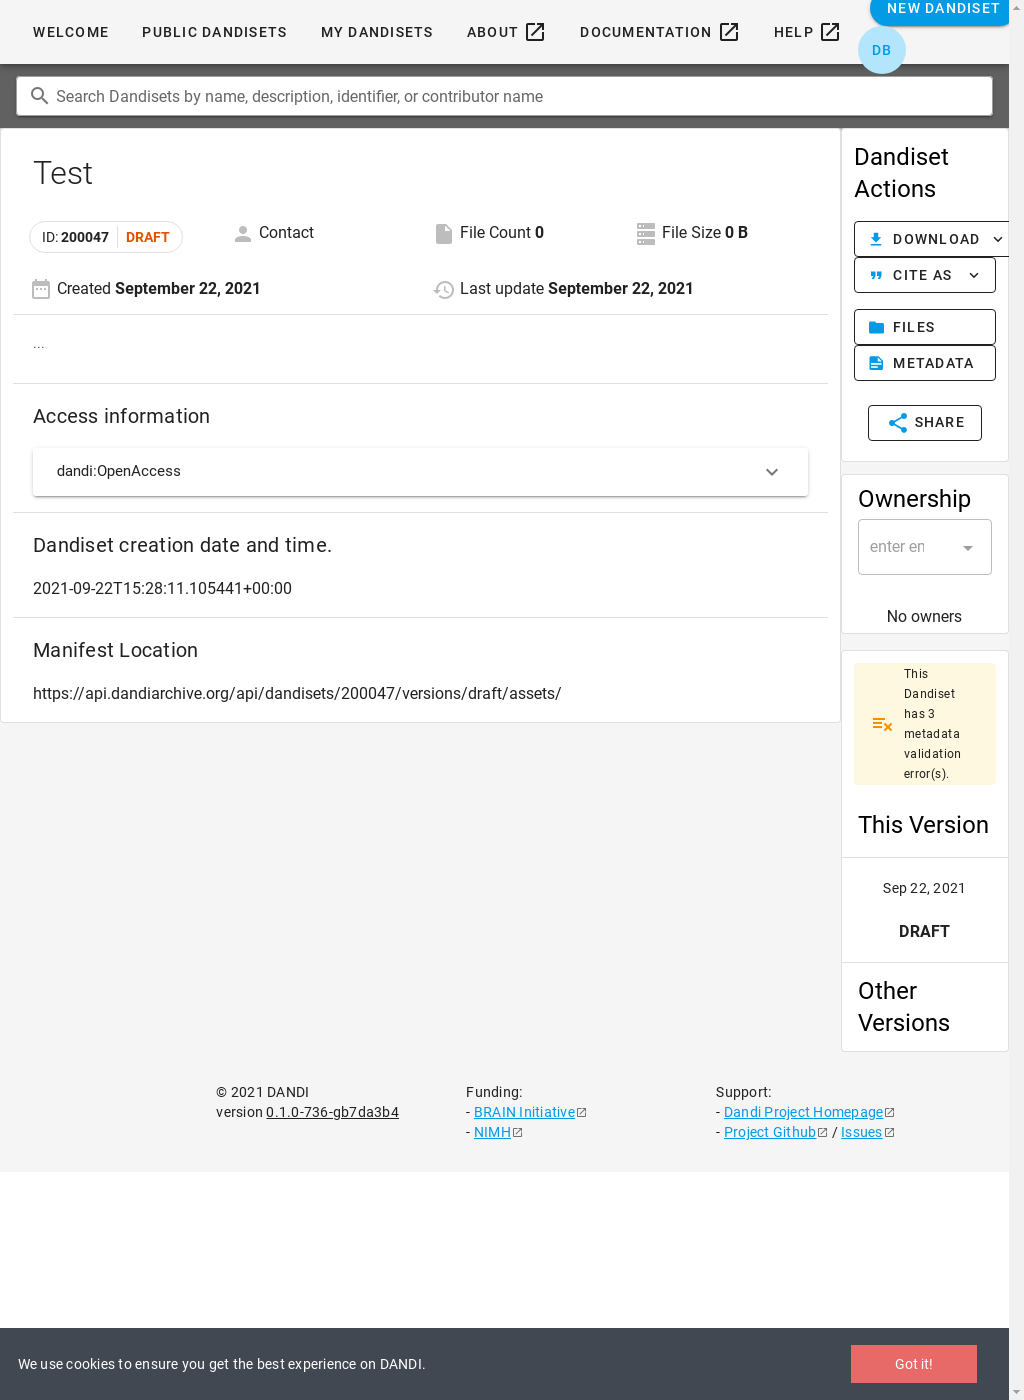 WELCOME
PUBLIC DANDISETS
MY DANDISETS
ABOUT
DOCUMENTATION
HELP
NEW DANDISET
DB
Search Dandisets by name, description, identifier, or contributor name
Test
ID: 200047 DRAFT
Contact
File Count 0
File Size 0 B
Created September 22, 2021
Last update September 22, 2021
...
Access information
dandi:OpenAccess
Dandiset creation date and time.
2021-09-22T15:28:11.105441+00:00
Manifest Location
https://api.dandiarchive.org/api/dandisets/200047/versions/draft/assets/
Dandiset
Actions
DOWNLOAD
CITE AS
FILES
METADATA
SHARE
Ownership
enter en
No owners
This
Dandiset
has 3
metadata
validation
error(s).
This Version
Sep 22, 2021
DRAFT
Other
Versions
© 2021 DANDI
version 0.1.0-736-gb7da3b4
Funding:
- BRAIN Initiative
- NIMH
Support:
- Dandi Project Homepage
- Project Github / Issues
We use cookies to ensure you get the best experience on DANDI.
Got it!